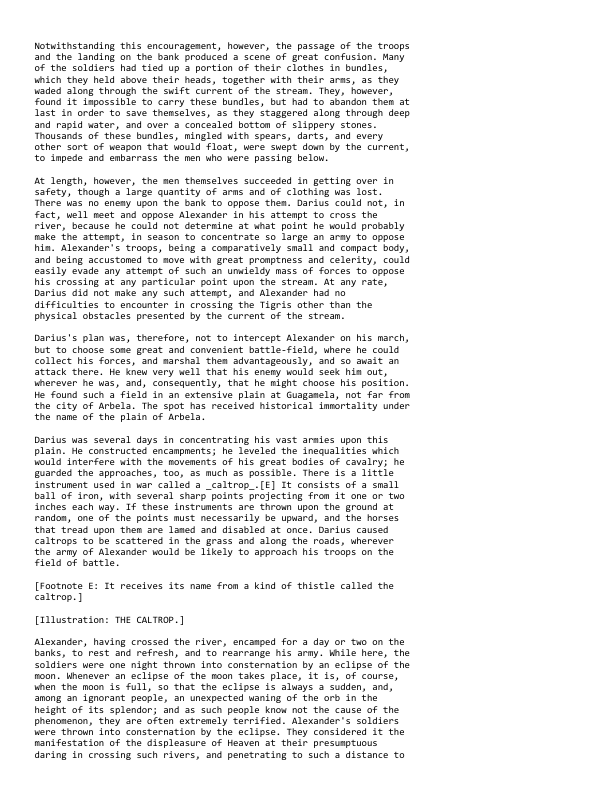 Notwithstanding this encouragement, however, the passage of the troops
and the landing on the bank produced a scene of great confusion. Many
of the soldiers had tied up a portion of their clothes in bundles,
which they held above their heads, together with their arms, as they
waded along through the swift current of the stream. They, however,
found it impossible to carry these bundles, but had to abandon them at
last in order to save themselves, as they staggered along through deep
and rapid water, and over a concealed bottom of slippery stones.
Thousands of these bundles, mingled with spears, darts, and every
other sort of weapon that would float, were swept down by the current,
to impede and embarrass the men who were passing below.

At length, however, the men themselves succeeded in getting over in
safety, though a large quantity of arms and of clothing was lost.
There was no enemy upon the bank to oppose them. Darius could not, in
fact, well meet and oppose Alexander in his attempt to cross the
river, because he could not determine at what point he would probably
make the attempt, in season to concentrate so large an army to oppose
him. Alexander's troops, being a comparatively small and compact body,
and being accustomed to move with great promptness and celerity, could
easily evade any attempt of such an unwieldy mass of forces to oppose
his crossing at any particular point upon the stream. At any rate,
Darius did not make any such attempt, and Alexander had no
difficulties to encounter in crossing the Tigris other than the
physical obstacles presented by the current of the stream.

Darius's plan was, therefore, not to intercept Alexander on his march,
but to choose some great and convenient battle-field, where he could
collect his forces, and marshal them advantageously, and so await an
attack there. He knew very well that his enemy would seek him out,
wherever he was, and, consequently, that he might choose his position.
He found such a field in an extensive plain at Guagamela, not far from
the city of Arbela. The spot has received historical immortality under
the name of the plain of Arbela.

Darius was several days in concentrating his vast armies upon this
plain. He constructed encampments; he leveled the inequalities which
would interfere with the movements of his great bodies of cavalry; he
guarded the approaches, too, as much as possible. There is a little
instrument used in war called a _caltrop_.[E] It consists of a small
ball of iron, with several sharp points projecting from it one or two
inches each way. If these instruments are thrown upon the ground at
random, one of the points must necessarily be upward, and the horses
that tread upon them are lamed and disabled at once. Darius caused
caltrops to be scattered in the grass and along the roads, wherever
the army of Alexander would be likely to approach his troops on the
field of battle.

[Footnote E: It receives its name from a kind of thistle called the
caltrop.]

[Illustration: THE CALTROP.]

Alexander, having crossed the river, encamped for a day or two on the
banks, to rest and refresh, and to rearrange his army. While here, the
soldiers were one night thrown into consternation by an eclipse of the
moon. Whenever an eclipse of the moon takes place, it is, of course,
when the moon is full, so that the eclipse is always a sudden, and,
among an ignorant people, an unexpected waning of the orb in the
height of its splendor; and as such people know not the cause of the
phenomenon, they are often extremely terrified. Alexander's soldiers
were thrown into consternation by the eclipse. They considered it the
manifestation of the displeasure of Heaven at their presumptuous
daring in crossing such rivers, and penetrating to such a distance to